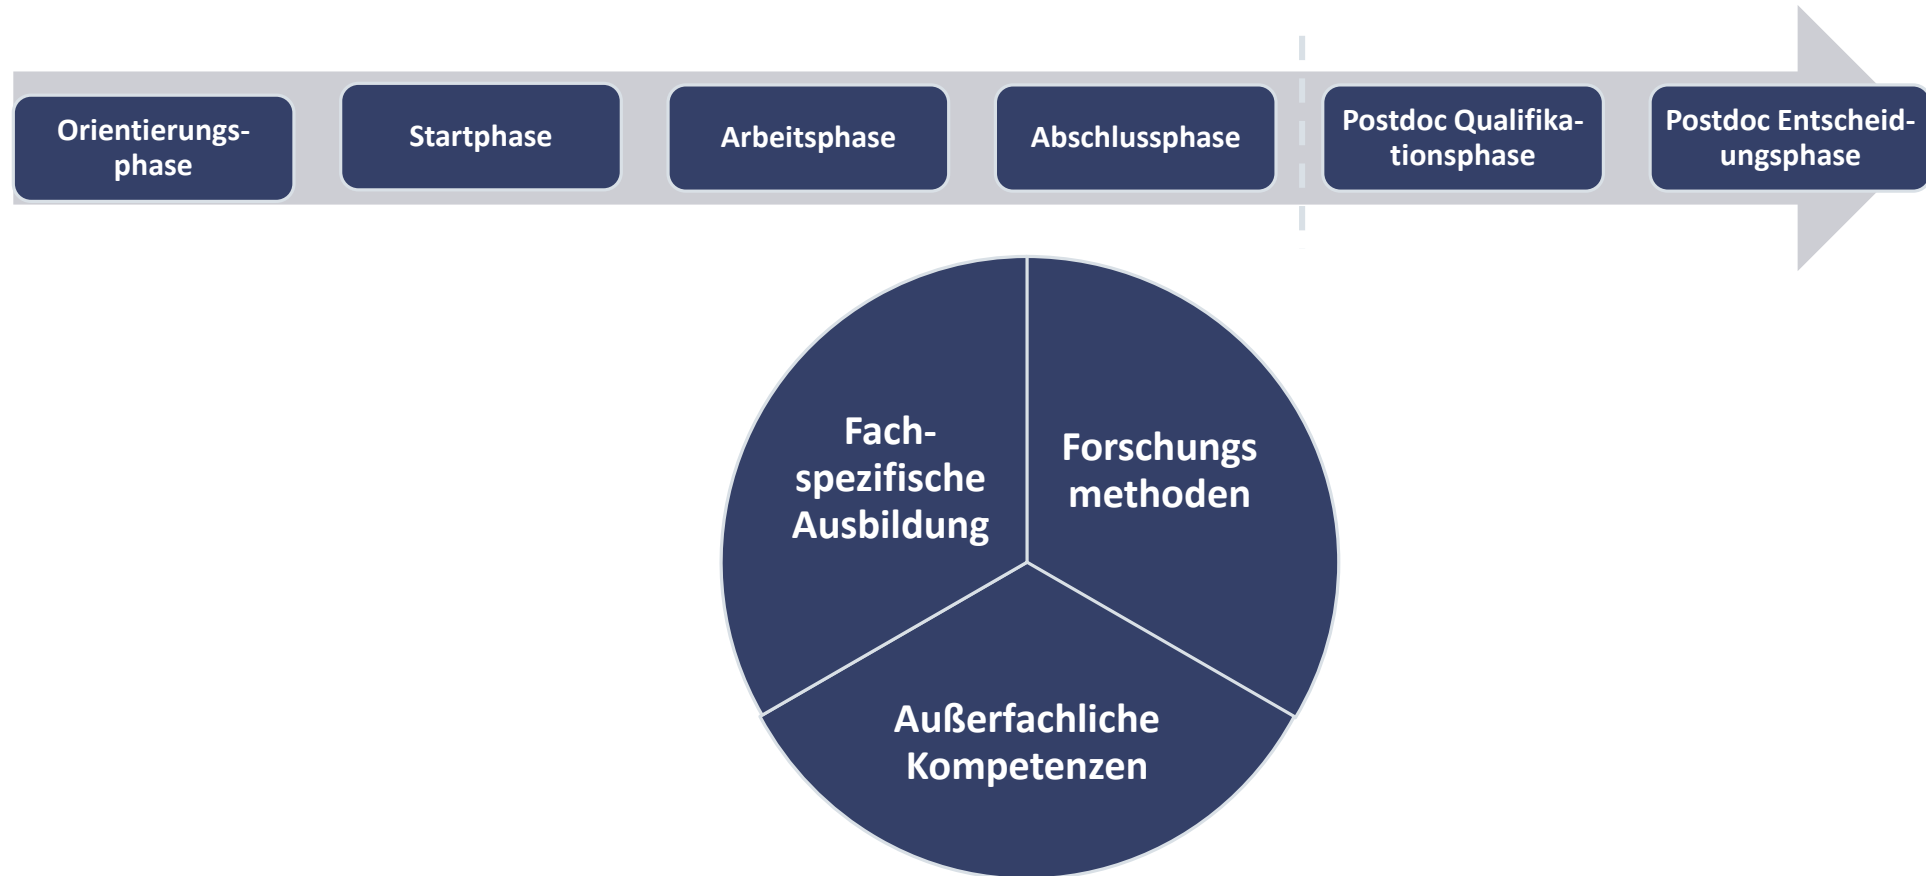 Orientierungs-
phase
Startphase
Arbeitsphase
Abschlussphase
Postdoc Qualifika-
tionsphase
Postdoc Entscheid-
ungsphase
Fach-
spezifische
Ausbildung
Forschungs
methoden
Außerfachliche
Kompetenzen